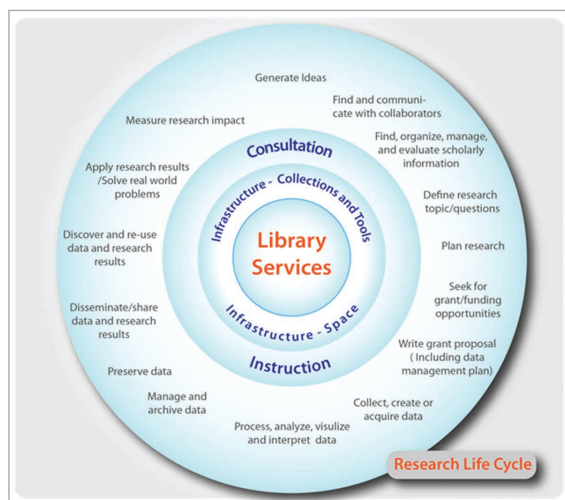 Generate Ideas
Find and communi-
cate with collaborators
Find, organize, manage,
and evaluate scholarly
information
Define research
topic/questions
Plan research
Seek for
grant/funding
opportunities
Write grant proposal
( Including data
management plan)
Collect, create or
acquire data
Process, analyze, visulize
and interpret data
Manage and
archive data
Preserve data
Disseminate/share
data and research
results
Discover and re-use
data and research
results
Apply research results
/Solve real world
problems
Measure research impact
Consultation
Infrastructure - Collections and Tools
Library
Services
Infrastructure - Space
Instruction
Research Life Cycle